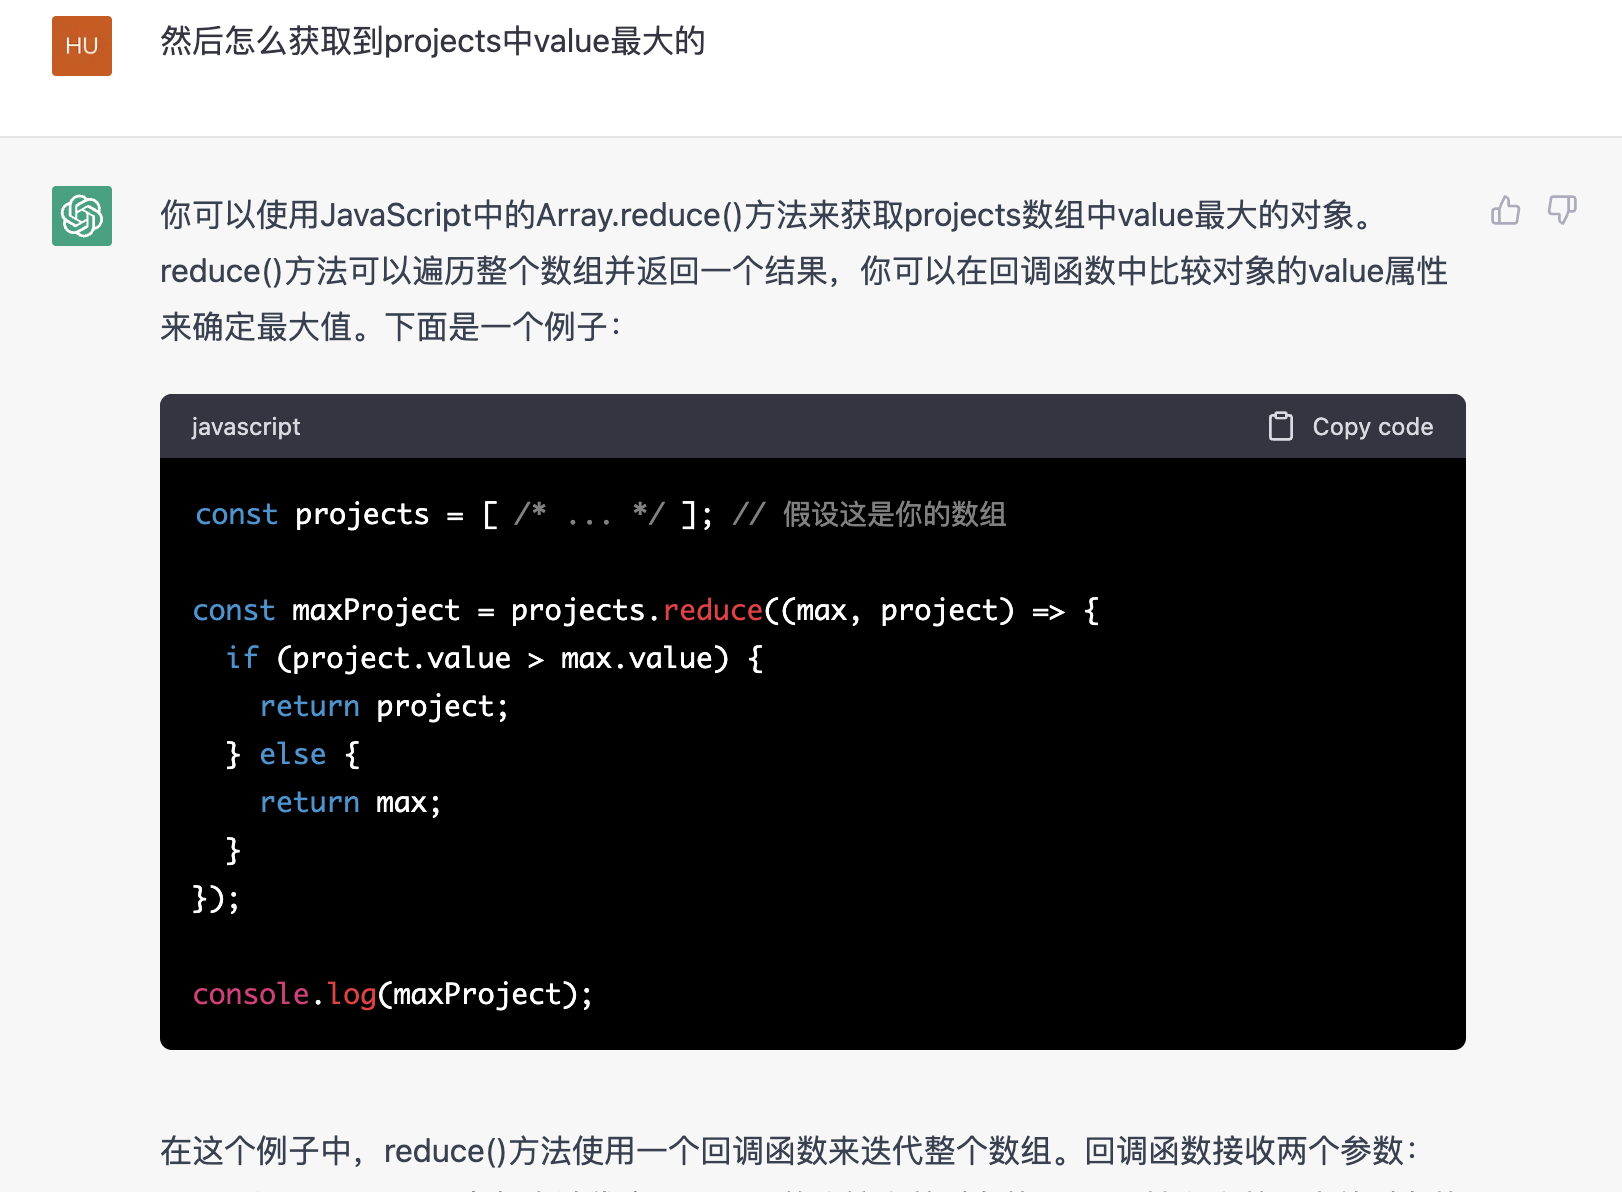 HU
然后怎么获取到projects中value最大的
你可以使用JavaScript中的Array.reduce()方法来获取projects数组中value最大的对象。
reduce()方法可以遍历整个数组并返回一个结果，你可以在回调函数中比较对象的value属性
来确定最大值。下面是一个例子：
javascript
Copy code
const projects = [ /* ... */ ]; // 假设这是你的数组
const maxProject = projects.reduce((max, project) => {
  if (project.value > max.value) {
    return project;
  } else {
    return max;
  }
});
console.log(maxProject);
在这个例子中，reduce()方法使用一个回调函数来迭代整个数组。回调函数接收两个参数：